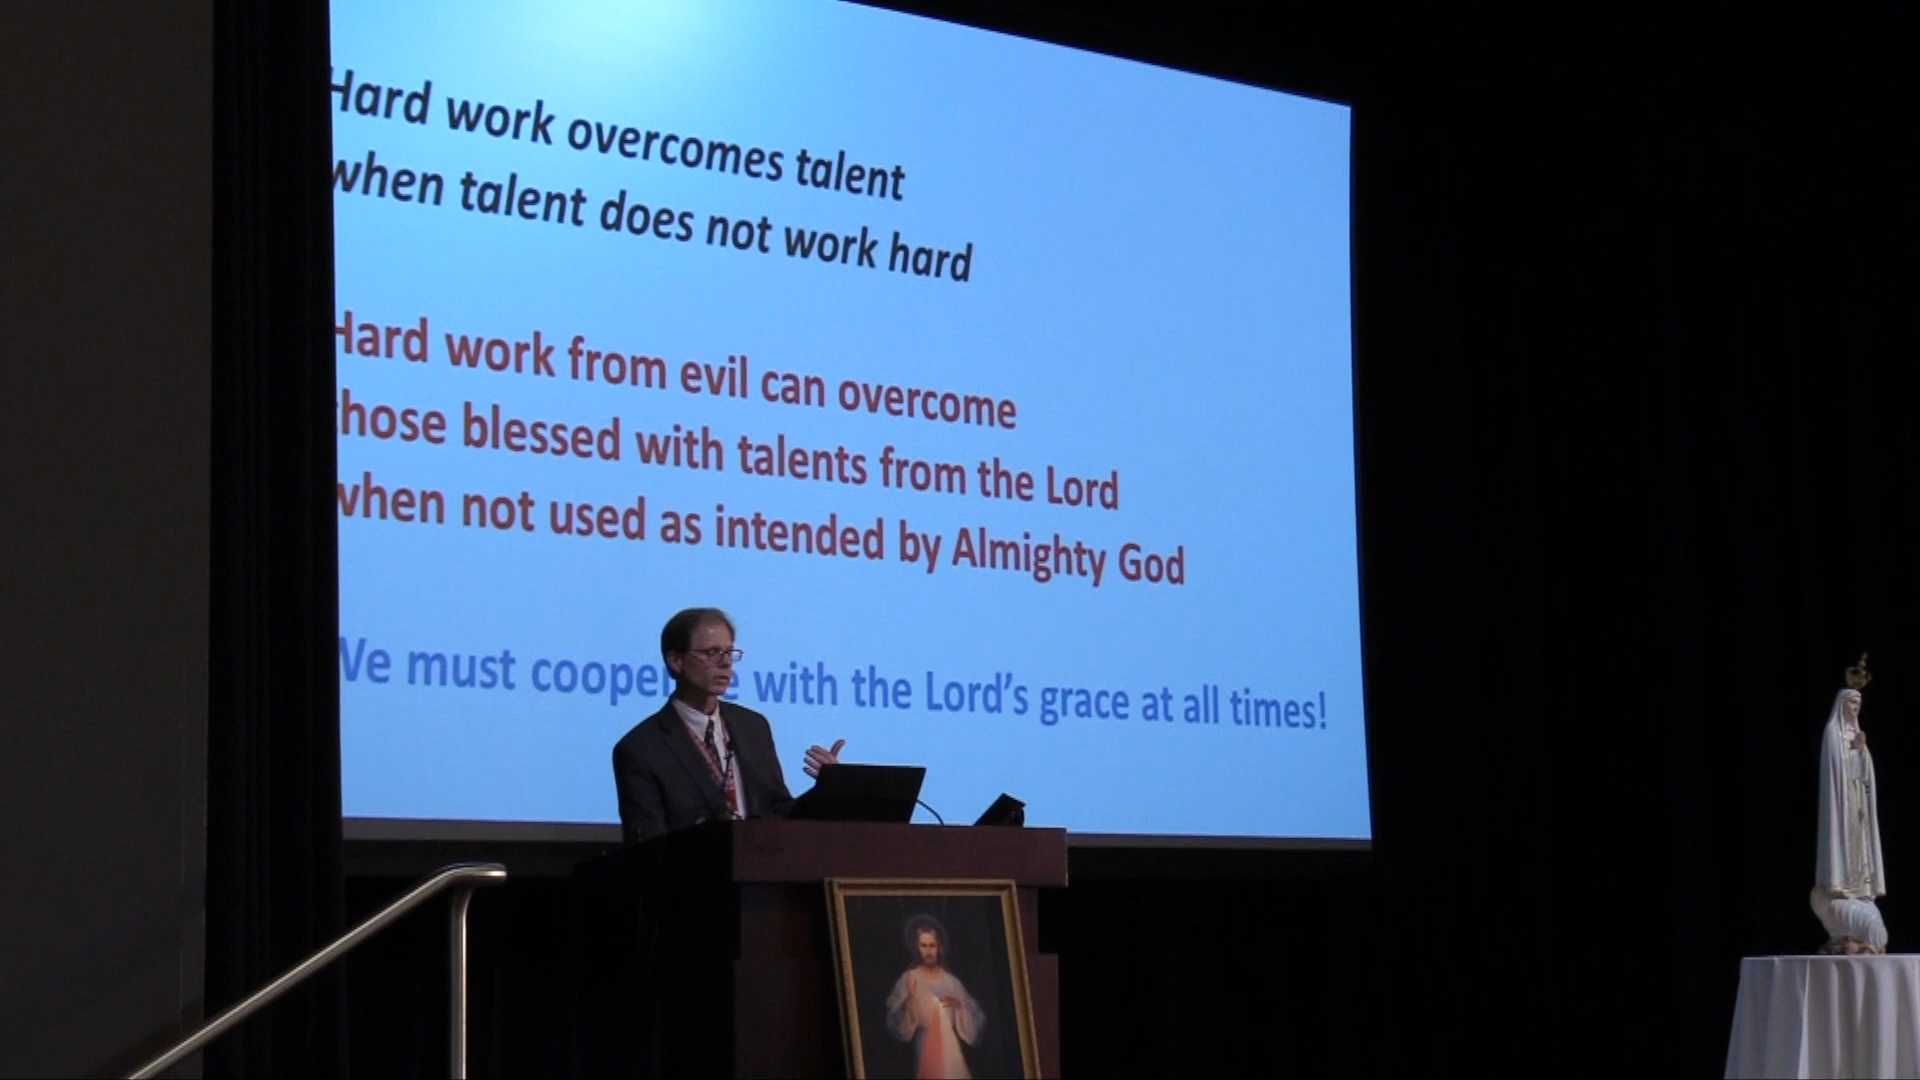 Hard work overcomes talent
when talent does not work hard
Hard work from evil can overcome
those blessed with talents from the Lord
when not used as intended by Almighty God
We must cooperate with the Lord's grace at all times!